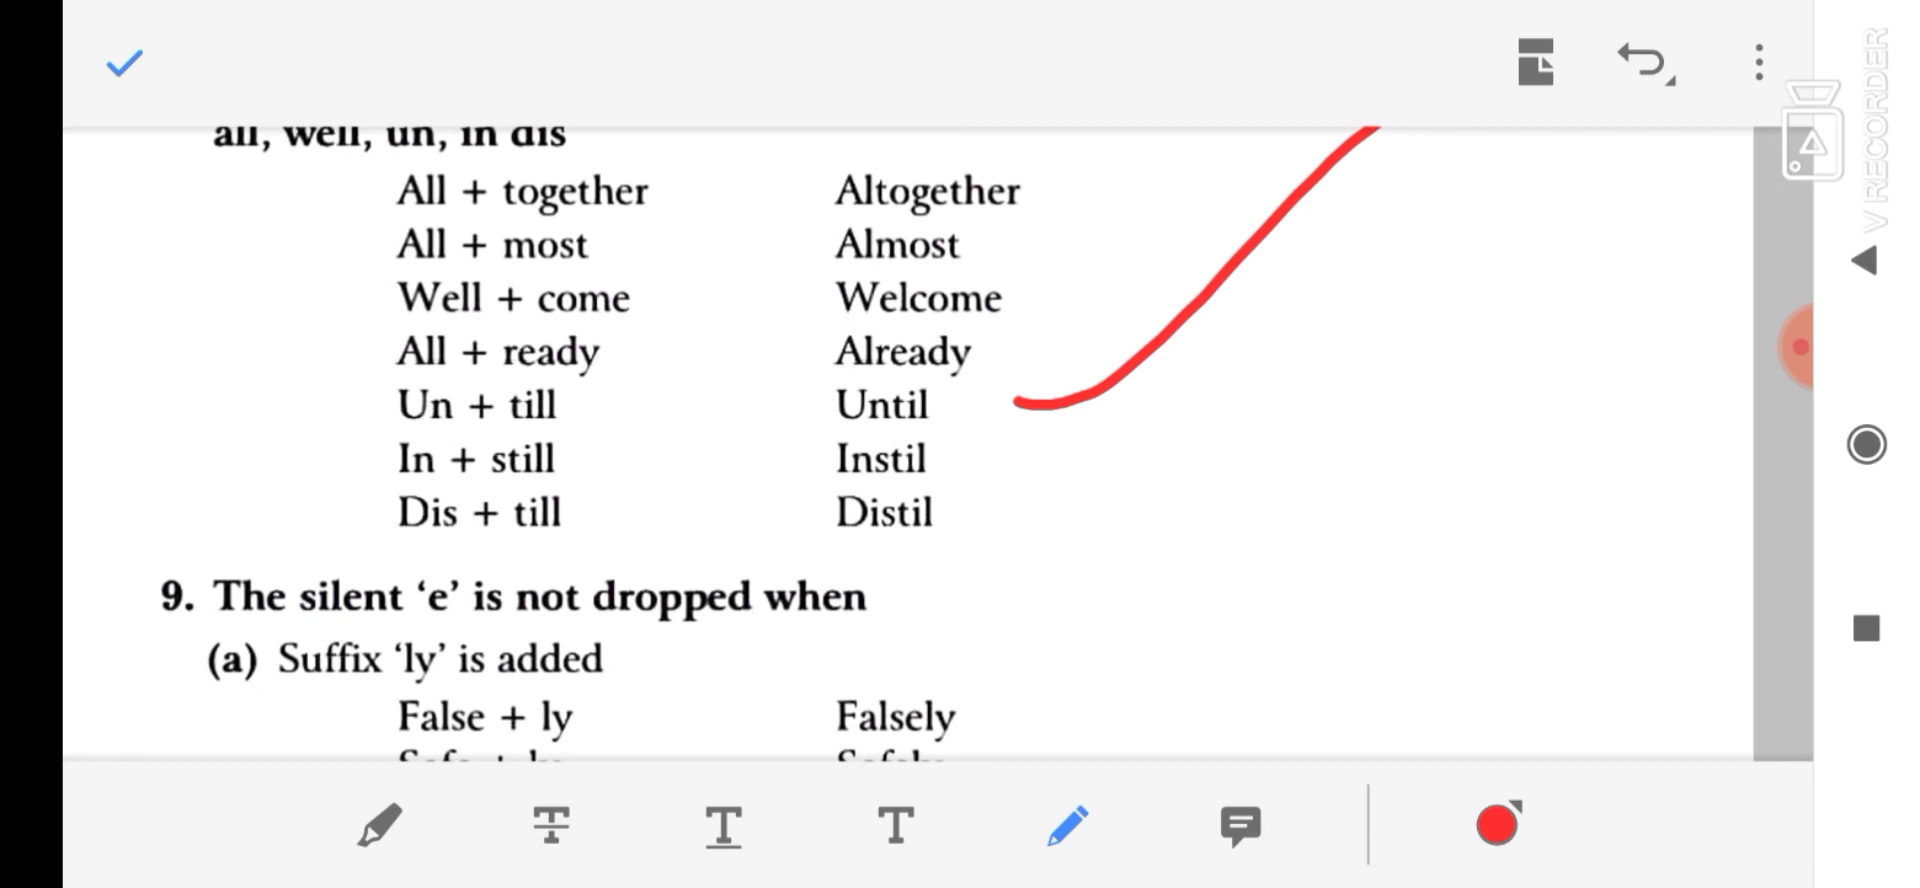 all, well, un, in dis
All + together Altogether
All + most Almost
Well + come Welcome
All + ready Already
Un + till Until
In + still Instil
Dis + till Distil
9. The silent ‘e’ is not dropped when
(a) Suffix ‘ly’ is added
False + ly Falsely
V RECORDER